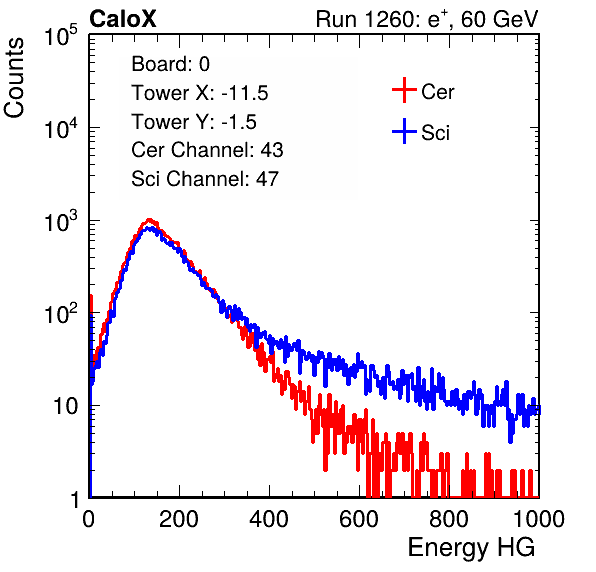 CaloX Run 1260: e⁺, 60 GeV
Counts
Board: 0
Tower X: -11.5
Tower Y: -1.5
Cer Channel: 43
Sci Channel: 47
Cer
Sci
10⁵
10⁴
10³
10²
10
1
0 200 400 600 800 1000
Energy HG